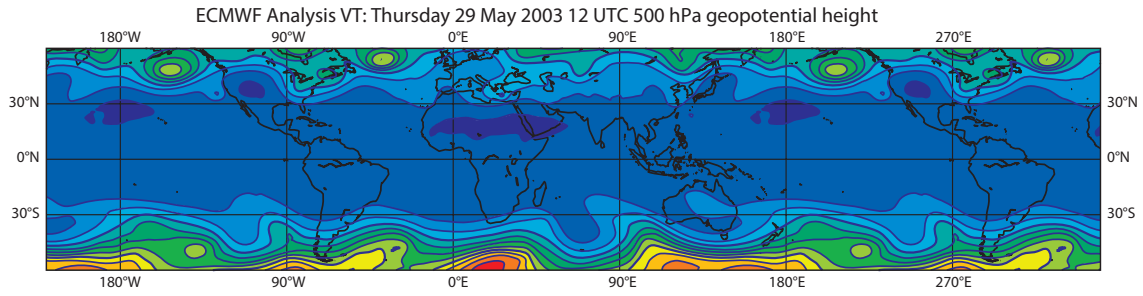 ECMWF Analysis VT: Thursday 29 May 2003 12 UTC 500 hPa geopotential height
180°W 90°W 0°E 90°E 180°E 270°E
30°N 30°N
0°N 0°N
30°S 30°S
180°W 90°W 0°E 90°E 180°E 270°E